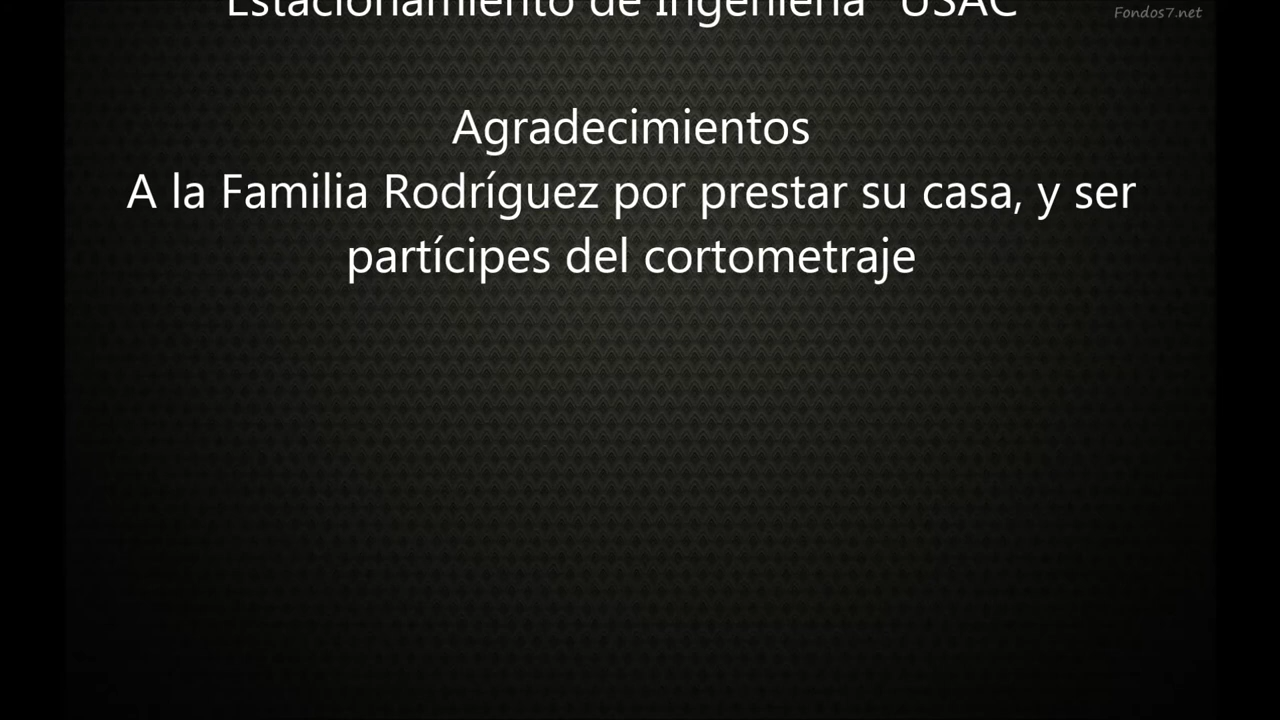 Estacionamiento de Ingeniería USAC
Fondos7.net
Agradecimientos
A la Familia Rodríguez por prestar su casa, y ser
partícipes del cortometraje